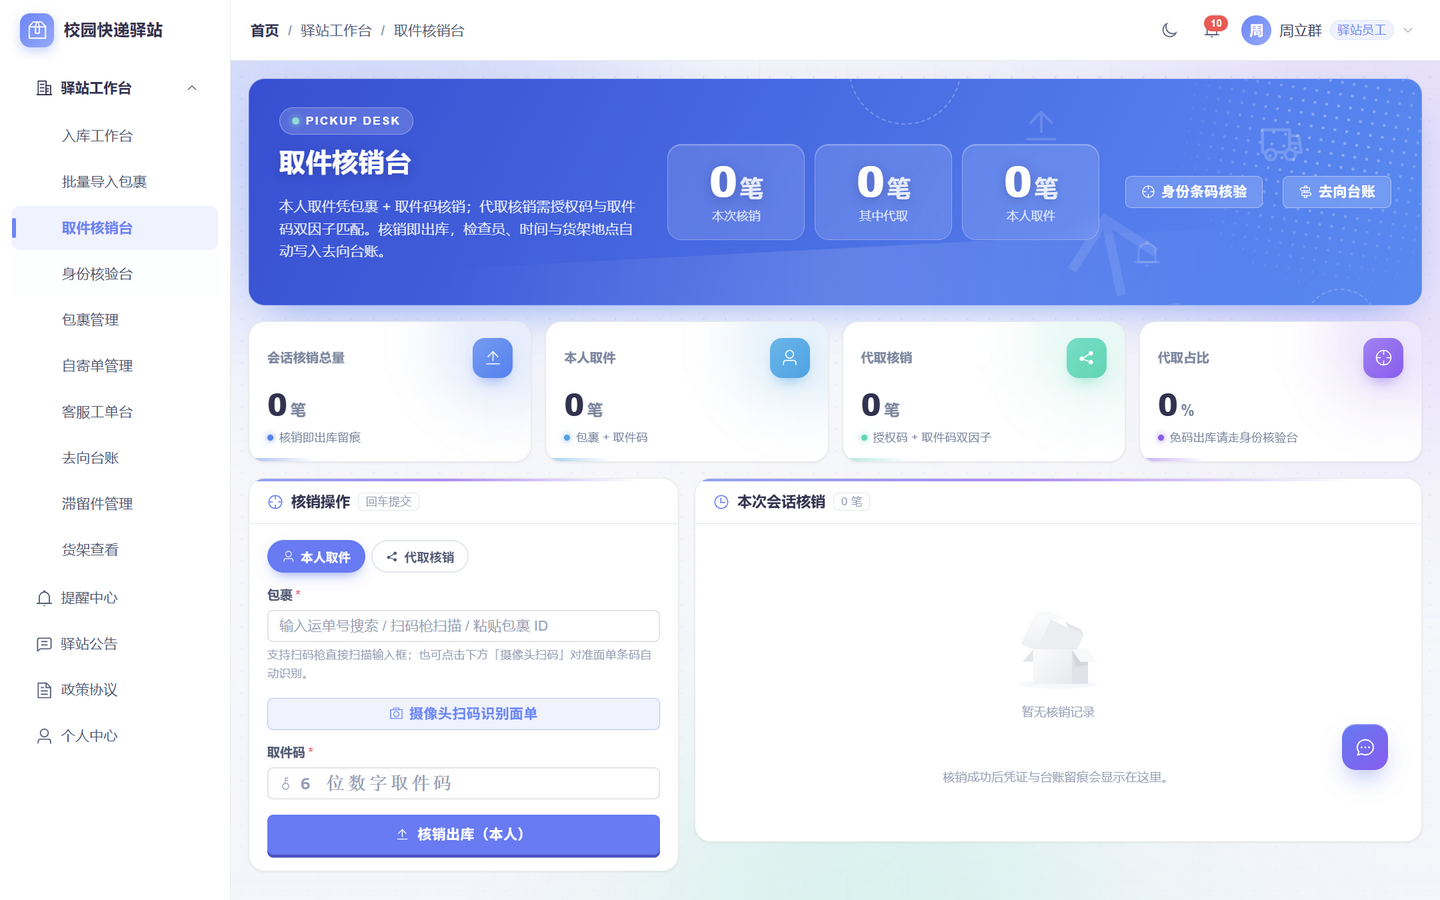 校园快递驿站
首页 / 驿站工作台 / 取件核销台
10
周
周立群
驿站员工
驿站工作台
入库工作台
批量导入包裹
取件核销台
身份核验台
包裹管理
自寄单管理
客服工单台
去向台账
滞留件管理
货架查看
提醒中心
驿站公告
政策协议
个人中心
PICKUP DESK
取件核销台
本人取件凭包裹 + 取件码核销；代取核销需授权码与取件
码双因子匹配。核销即出库，检查员、时间与货架地点自
动写入去向台账。
0笔
本次核销
0笔
其中代取
0笔
本人取件
身份条码核验
去向台账
会话核销总量
0 笔
核销即出库留痕
本人取件
0 笔
包裹 + 取件码
代取核销
0 笔
授权码 + 取件码双因子
代取占比
0 %
免码出库请走身份核验台
核销操作
回车提交
本人取件
代取核销
包裹 *
输入运单号搜索 / 扫码枪扫描 / 粘贴包裹 ID
支持扫码枪直接扫描输入框；也可点击下方「摄像头扫码」对准面单条码自
动识别。
摄像头扫码识别面单
取件码 *
6 位数字取件码
核销出库（本人）
本次会话核销
0 笔
暂无核销记录
核销成功后凭证与台账留痕会显示在这里。